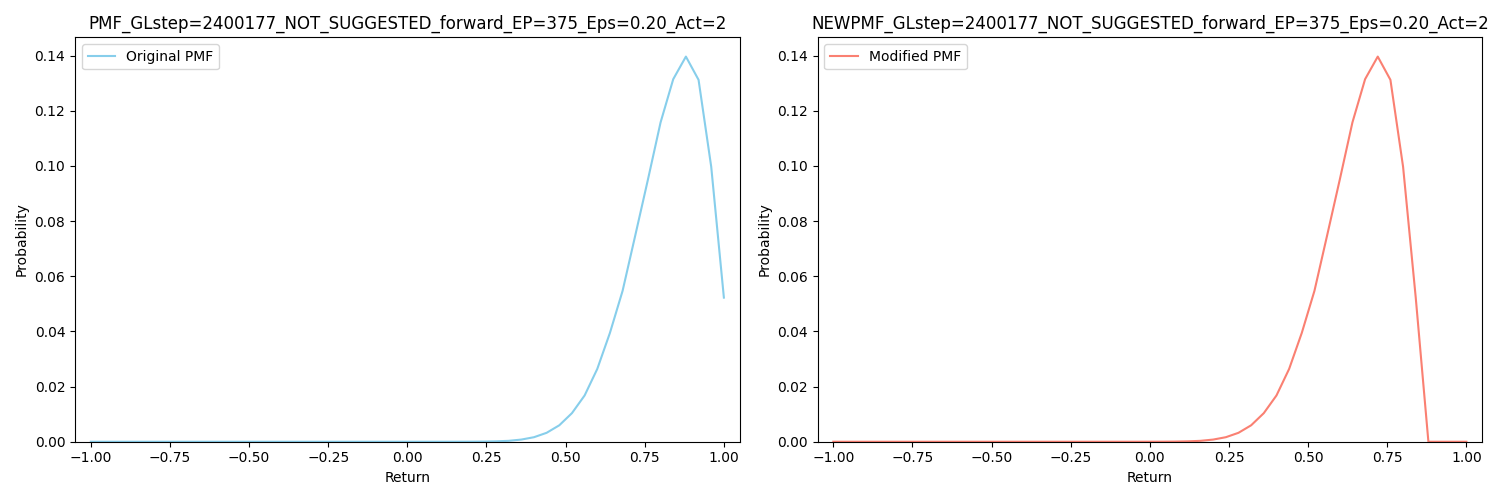 PMF_GLstep=2400177_NOT_SUGGESTED_forward_EP=375_Eps=0.20_Act=2
Original PMF
0.14
0.12
0.10
0.08
0.06
0.04
0.02
0.00
Probability
−1.00 −0.75 −0.50 −0.25 0.00 0.25 0.50 0.75 1.00
Return
NEWPMF_GLstep=2400177_NOT_SUGGESTED_forward_EP=375_Eps=0.20_Act=2
Modified PMF
0.14
0.12
0.10
0.08
0.06
0.04
0.02
0.00
Probability
−1.00 −0.75 −0.50 −0.25 0.00 0.25 0.50 0.75 1.00
Return